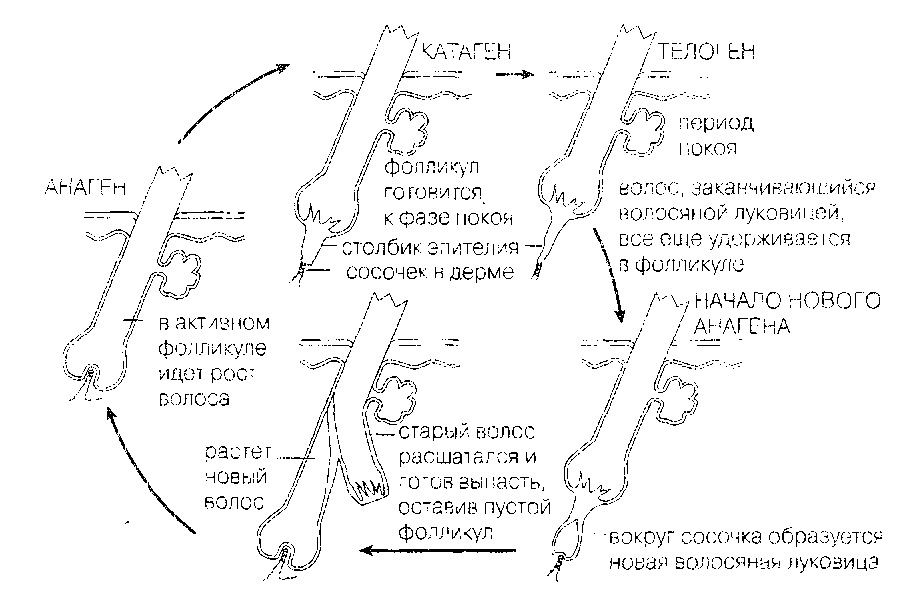 КАТАГЕН
ТЕЛОГЕН
период
покоя
АНАГЕН
фолликул
готовится
к фазе покоя
волос, заканчивающийся
волосяной луковицей,
все еще удерживается
в фолликуле
столбик эпителия
сосочек в дерме
НАЧАЛО НОВОГО
АНАГЕНА
в активном
фолликуле
идет рост
волоса
растет
новый
волос
старый волос
расшатался и
готов выпасть,
оставив пустой
фолликул
вокруг сосочка образуется
новая волосяная луковица